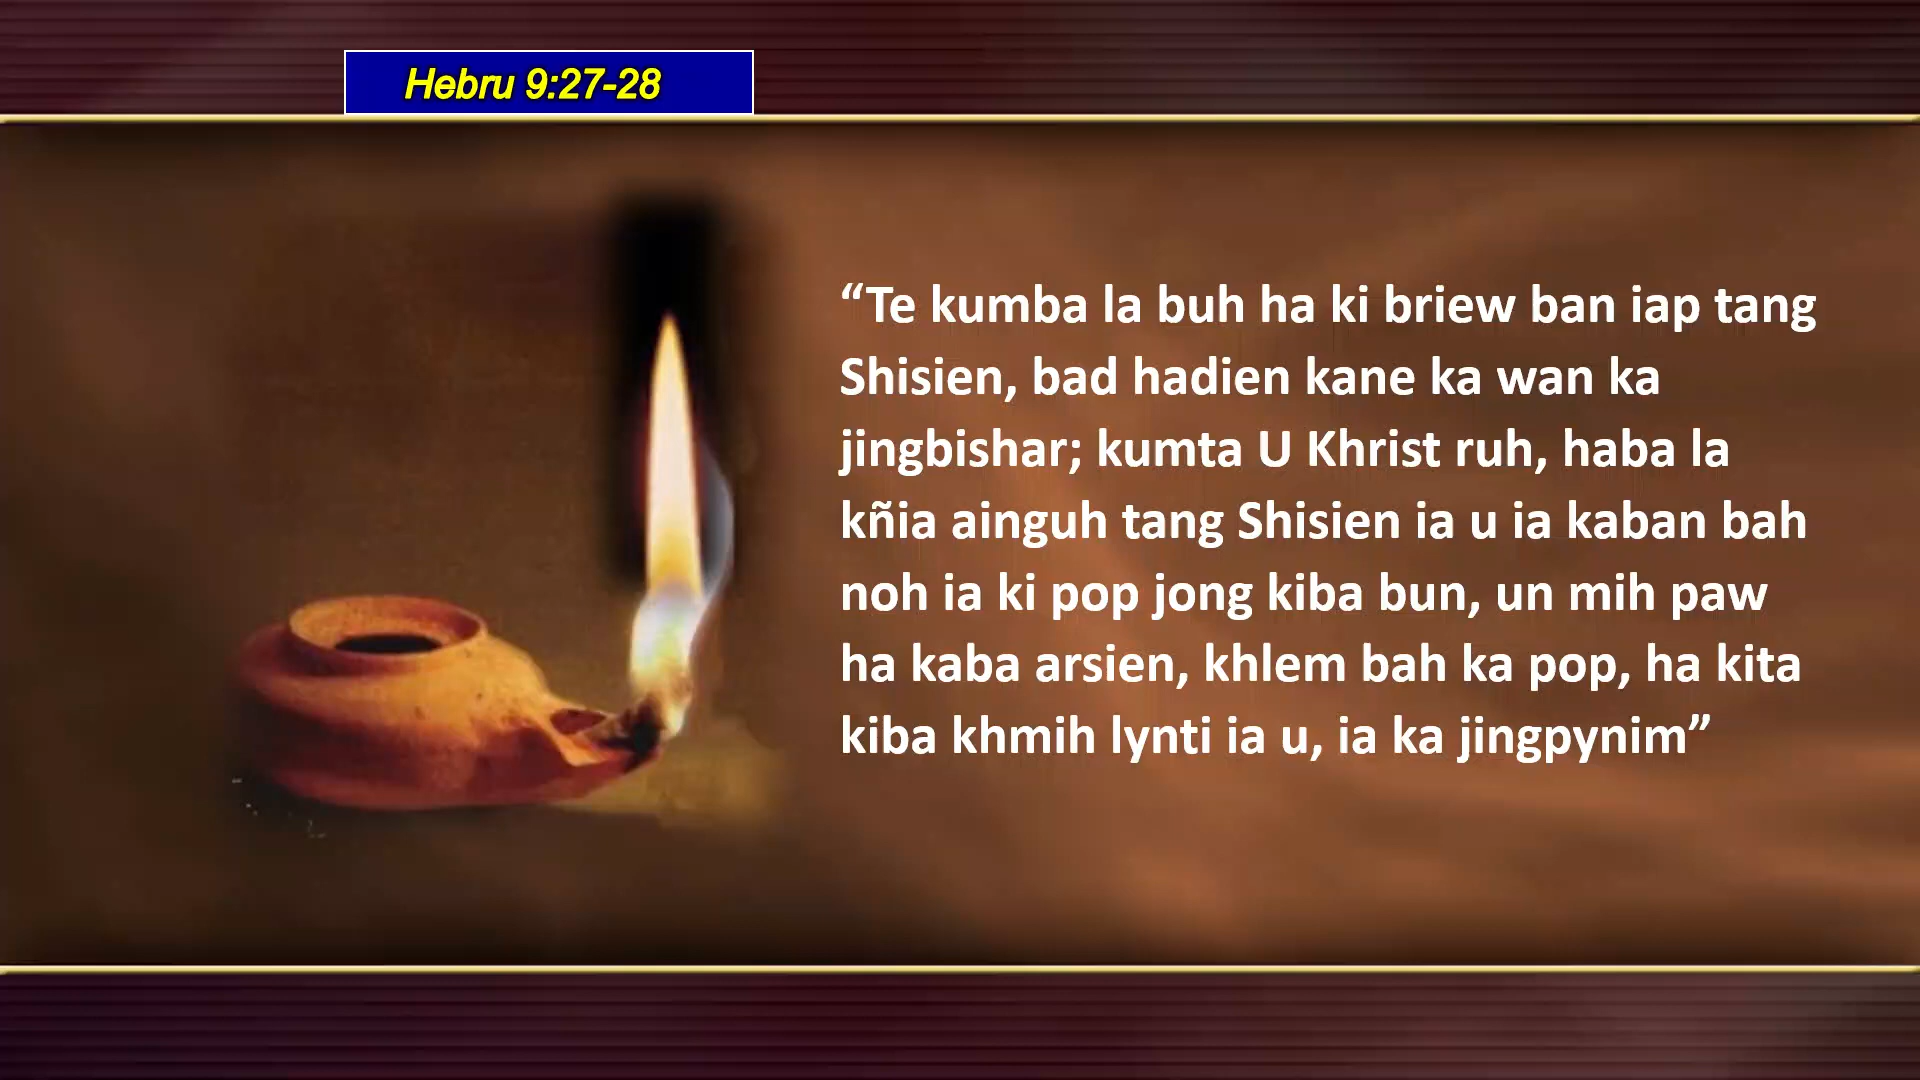 Hebru 9:27-28
“Te kumba la buh ha ki briew ban iap tang
Shisien, bad hadien kane ka wan ka
jingbishar; kumta U Khrist ruh, haba la
kñia ainguh tang Shisien ia u ia kaban bah
noh ia ki pop jong kiba bun, un mih paw
ha kaba arsien, khlem bah ka pop, ha kita
kiba khmih lynti ia u, ia ka jingpynim”